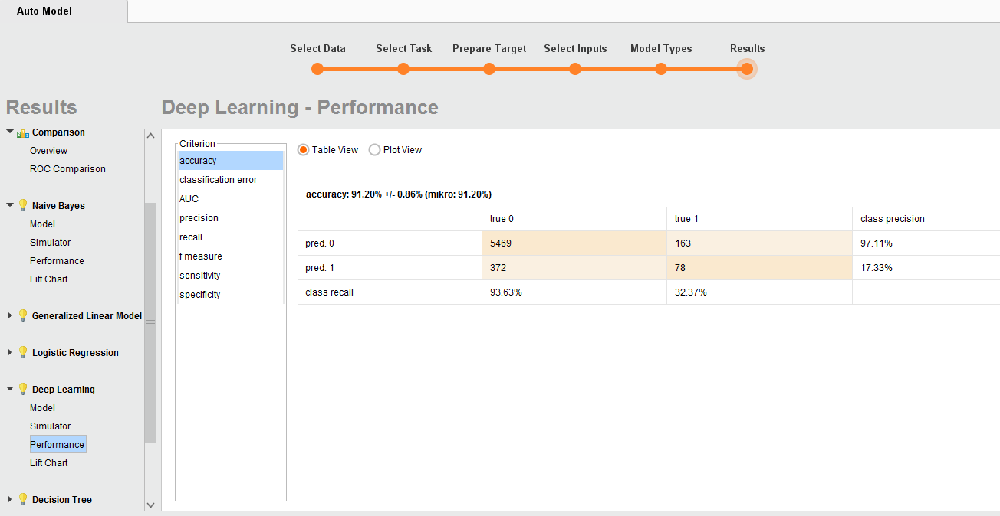 Auto Model
Select Data Select Task Prepare Target Select Inputs Model Types Results
Results
Comparison
Overview
ROC Comparison
Naive Bayes
Model
Simulator
Performance
Lift Chart
Generalized Linear Model
Logistic Regression
Deep Learning
Model
Simulator
Performance
Lift Chart
Decision Tree
Deep Learning - Performance
Criterion
accuracy
classification error
AUC
precision
recall
f measure
sensitivity
specificity
Table View Plot View
accuracy: 91.20% +/- 0.86% (mikro: 91.20%)
true 0 true 1 class precision
pred. 0 5469 163 97.11%
pred. 1 372 78 17.33%
class recall 93.63% 32.37%